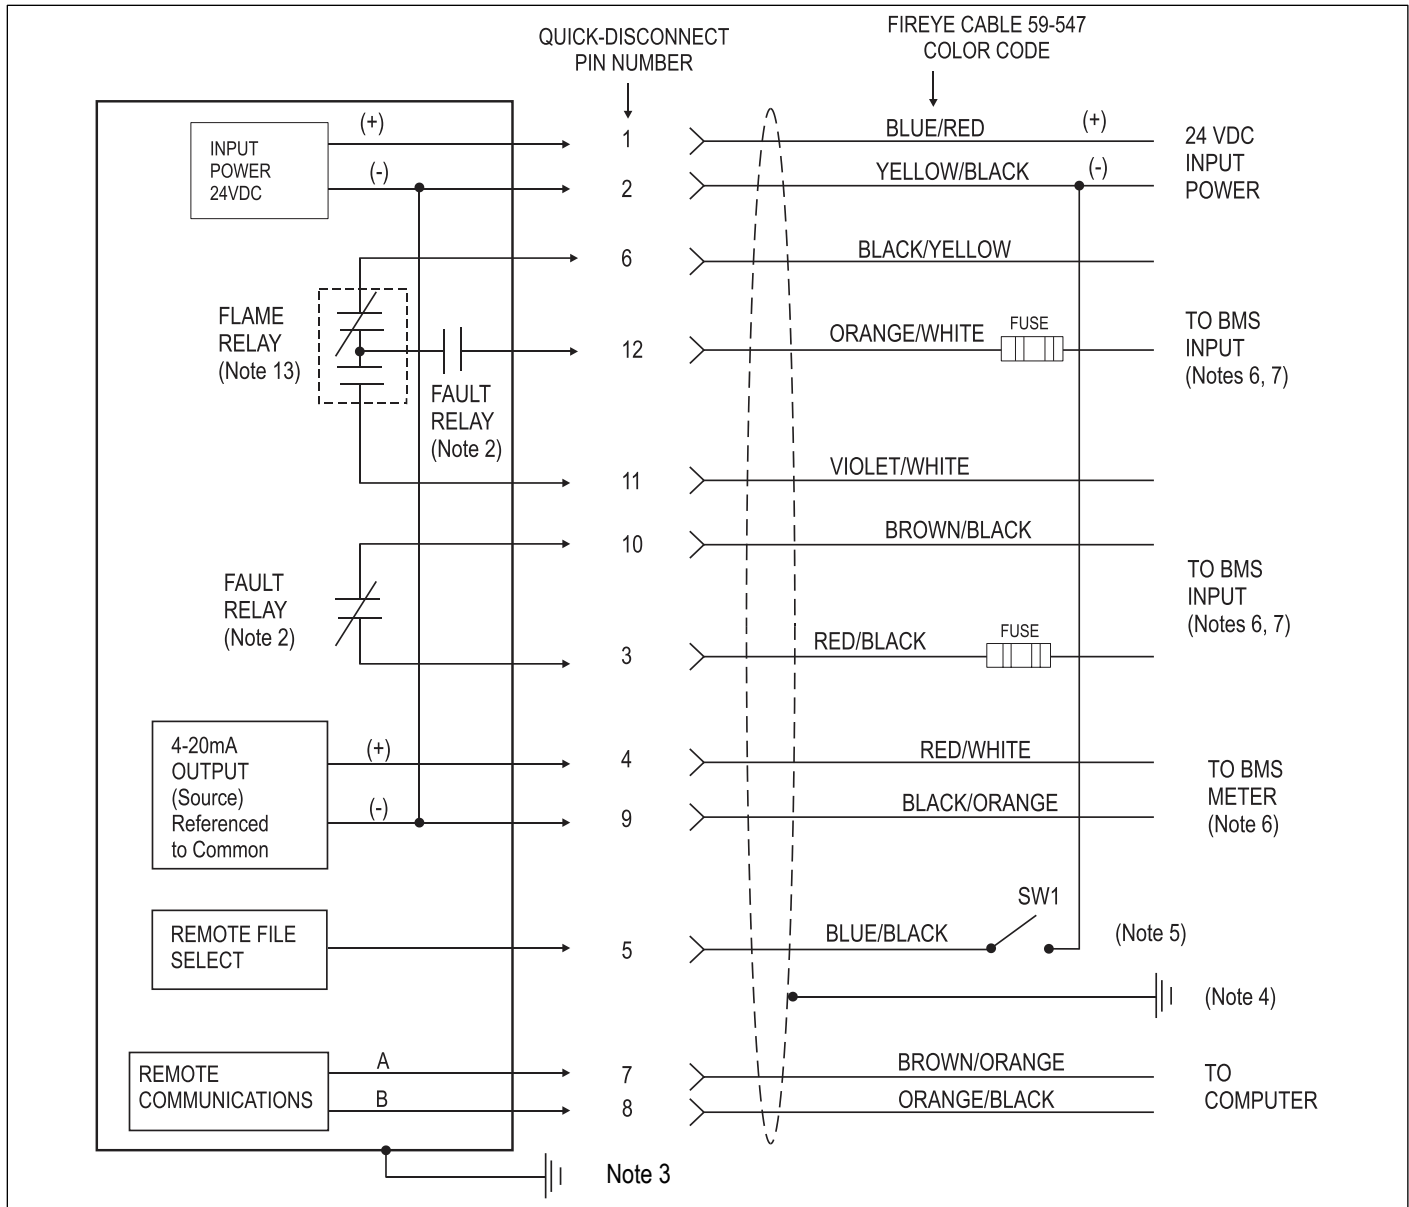 QUICK-DISCONNECT
PIN NUMBER
FIREYE CABLE 59-547
COLOR CODE
INPUT
POWER
24VDC
(+)
(-)
1
BLUE/RED
(+)
2
YELLOW/BLACK
(-)
24 VDC
INPUT
POWER
6
BLACK/YELLOW
FLAME
RELAY
(Note 13)
FAULT
RELAY
(Note 2)
12
ORANGE/WHITE
FUSE
TO BMS
INPUT
(Notes 6, 7)
11
VIOLET/WHITE
10
BROWN/BLACK
FAULT
RELAY
(Note 2)
TO BMS
INPUT
(Notes 6, 7)
3
RED/BLACK
FUSE
4-20mA
OUTPUT
(Source)
Referenced
to Common
(+)
(-)
4
RED/WHITE
9
BLACK/ORANGE
TO BMS
METER
(Note 6)
REMOTE FILE
SELECT
5
BLUE/BLACK
SW1
(Note 5)
(Note 4)
REMOTE
COMMUNICATIONS
A
B
7
BROWN/ORANGE
8
ORANGE/BLACK
TO
COMPUTER
Note 3